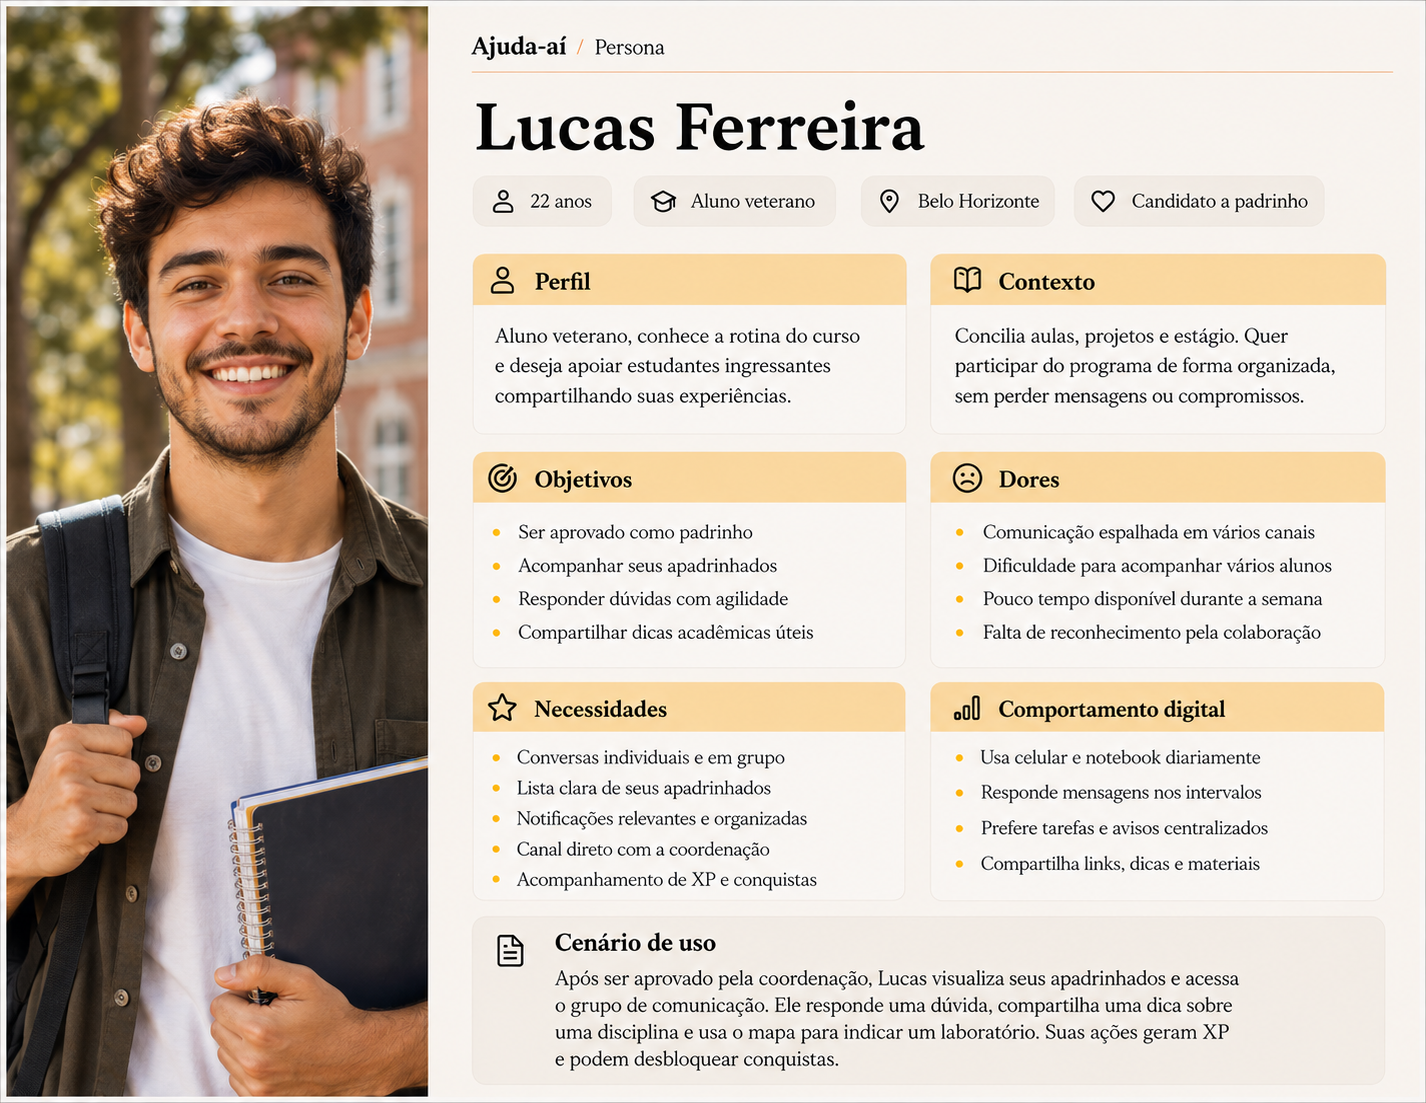 Ajuda-aí / Persona
Lucas Ferreira
22 anos
Aluno veterano
Belo Horizonte
Candidato a padrinho
Perfil
Aluno veterano, conhece a rotina do curso
e deseja apoiar estudantes ingressantes
compartilhando suas experiências.
Contexto
Concilia aulas, projetos e estágio. Quer
participar do programa de forma organizada,
sem perder mensagens ou compromissos.
Objetivos
• Ser aprovado como padrinho
• Acompanhar seus apadrinhados
• Responder dúvidas com agilidade
• Compartilhar dicas acadêmicas úteis
Dores
• Comunicação espalhada em vários canais
• Dificuldade para acompanhar vários alunos
• Pouco tempo disponível durante a semana
• Falta de reconhecimento pela colaboração
Necessidades
• Conversas individuais e em grupo
• Lista clara de seus apadrinhados
• Notificações relevantes e organizadas
• Canal direto com a coordenação
• Acompanhamento de XP e conquistas
Comportamento digital
• Usa celular e notebook diariamente
• Responde mensagens nos intervalos
• Prefere tarefas e avisos centralizados
• Compartilha links, dicas e materiais
Cenário de uso
Após ser aprovado pela coordenação, Lucas visualiza seus apadrinhados e acessa
o grupo de comunicação. Ele responde uma dúvida, compartilha uma dica sobre
uma disciplina e usa o mapa para indicar um laboratório. Suas ações geram XP
e podem desbloquear conquistas.